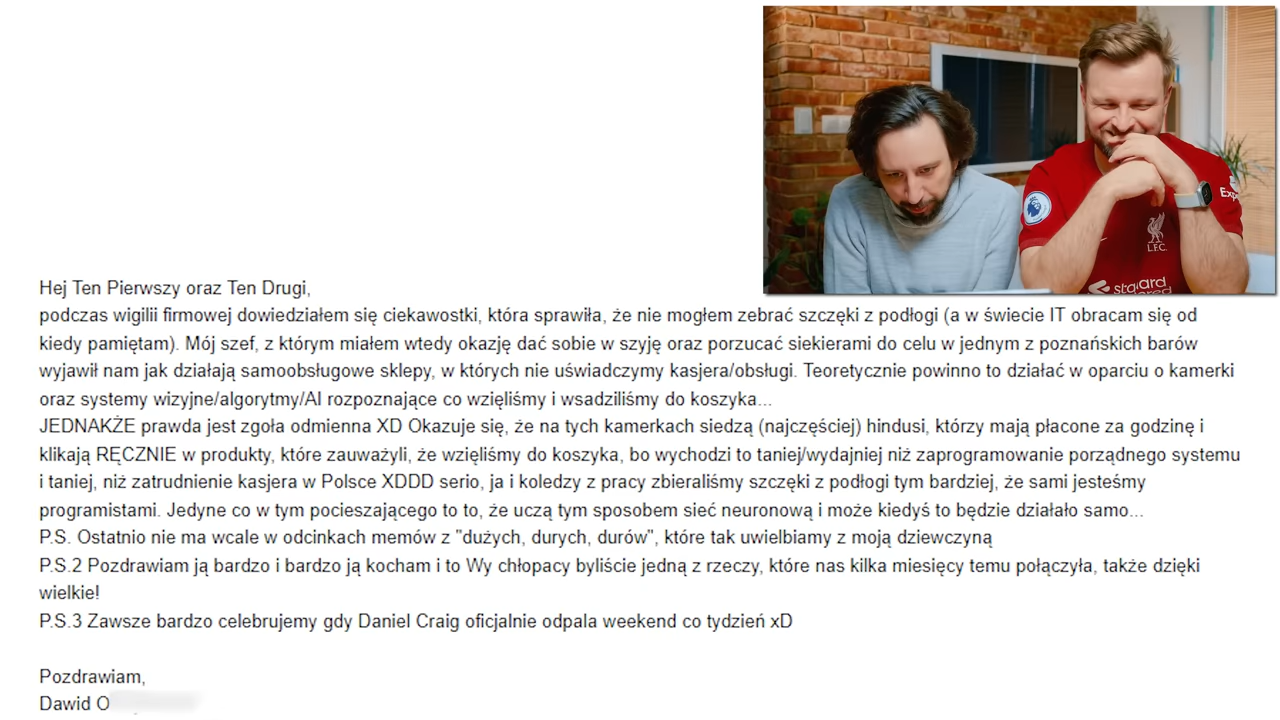 Hej Ten Pierwszy oraz Ten Drugi,
podczas wigilii firmowej dowiedziałem się ciekawostki, która sprawiła, że nie mogłem zebrać szczęki z podłogi (a w świecie IT obracam się od
kiedy pamiętam). Mój szef, z którym miałem wtedy okazję dać sobie w szyję oraz porzucać siekierami do celu w jednym z poznańskich barów
wyjawił nam jak działają samoobsługowe sklepy, w których nie uświadczymy kasjera/obsługi. Teoretycznie powinno to działać w oparciu o kamerki
oraz systemy wizyjne/algorytmy/AI rozpoznające co wzięliśmy i wsadziliśmy do koszyka...
JEDNAKŻE prawda jest zgoła odmienna XD Okazuje się, że na tych kamerkach siedzą (najczęściej) hindusi, którzy mają płacone za godzinę i
klikają RĘCZNIE w produkty, które zauważyli, że wzięliśmy do koszyka, bo wychodzi to taniej/wydajniej niż zaprogramowanie porządnego systemu
i taniej, niż zatrudnienie kasjera w Polsce XDDD serio, ja i koledzy z pracy zbieraliśmy szczęki z podłogi tym bardziej, że sami jesteśmy
programistami. Jedyne co w tym pocieszającego to to, że uczą tym sposobem sieć neuronową i może kiedyś to będzie działało samo...
P.S. Ostatnio nie ma wcale w odcinkach memów z "dużych, durych, durów", które tak uwielbiamy z moją dziewczyną
P.S.2 Pozdrawiam ją bardzo i bardzo ją kocham i to Wy chłopacy byliście jedną z rzeczy, które nas kilka miesięcy temu połączyła, także dzięki
wielkie!
P.S.3 Zawsze bardzo celebrujemy gdy Daniel Craig oficjalnie odpala weekend co tydzień xD
Pozdrawiam,
Dawid O
L.F.C.